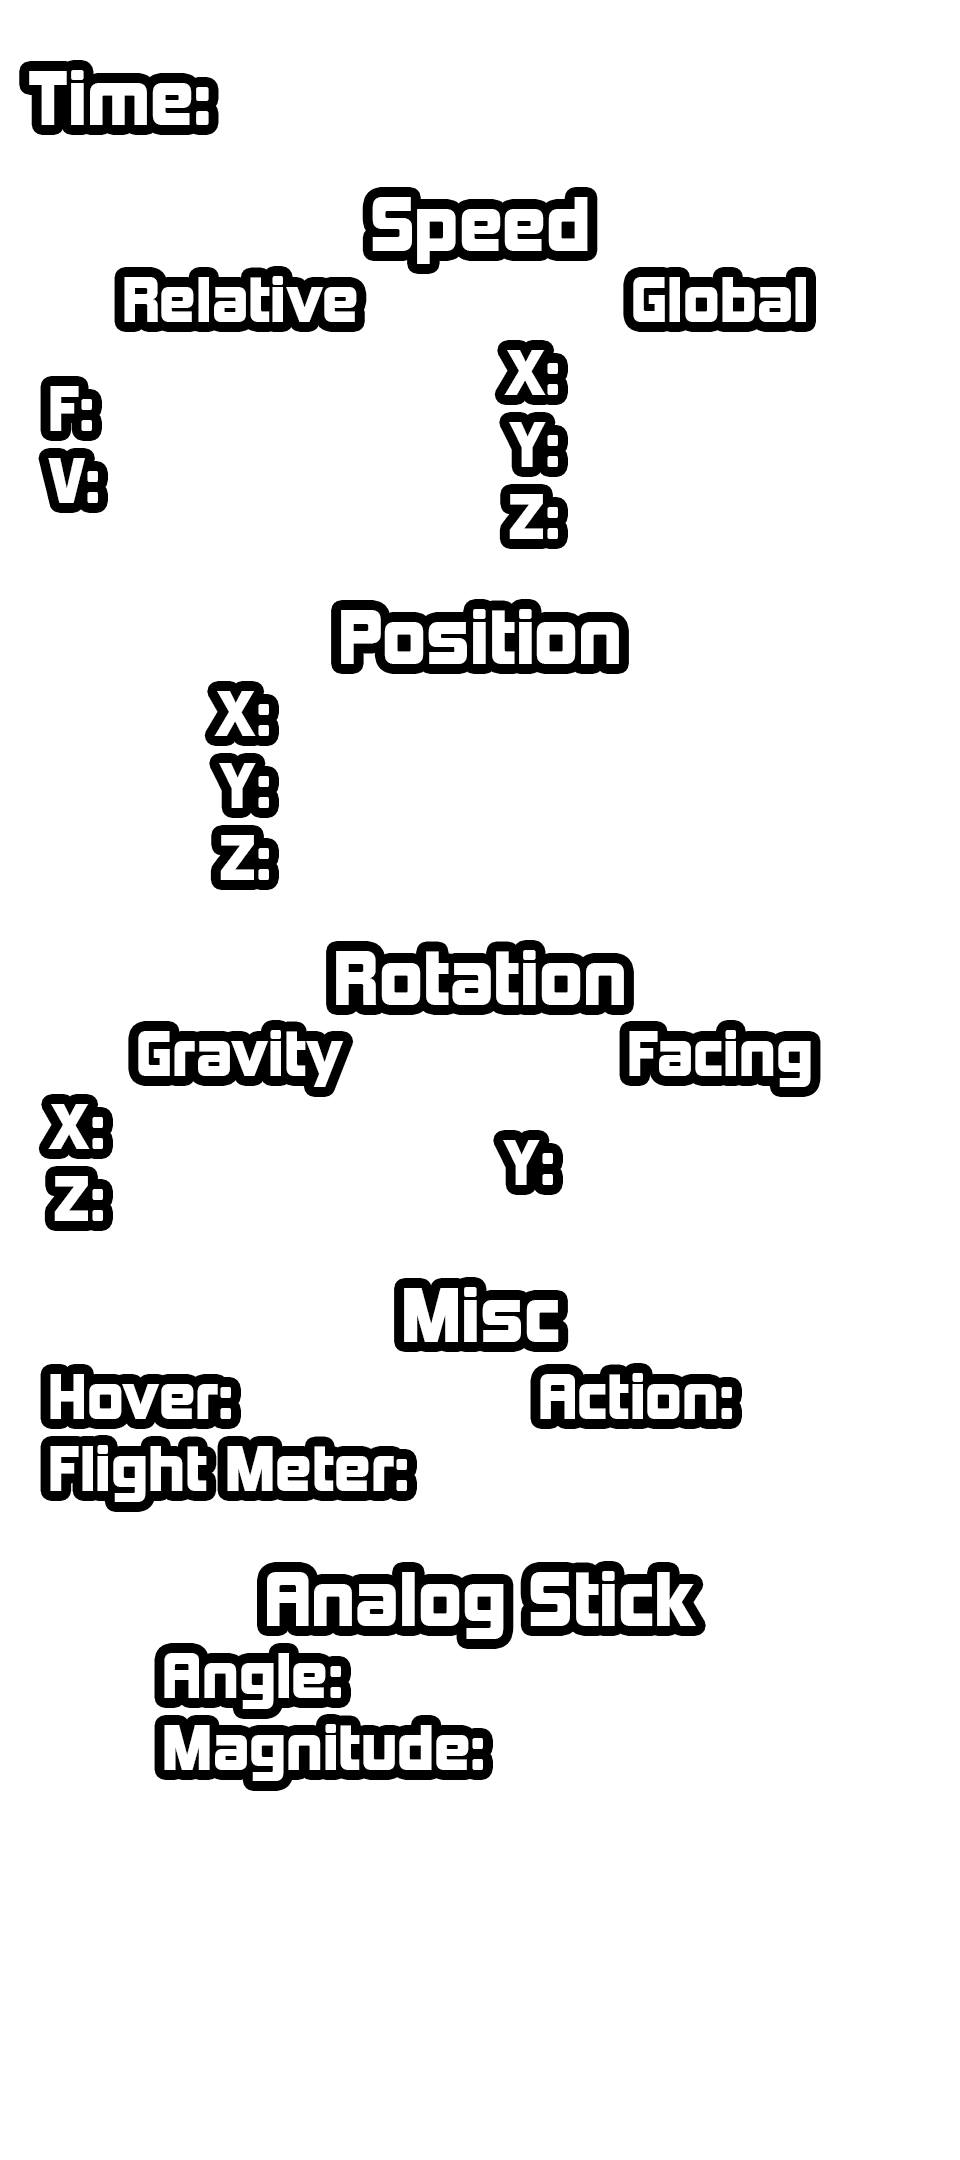 Time:
Speed
Relative Global
X:
F:
Y:
V:
Z:
Position
X:
Y:
Z:
Rotation
Gravity Facing
X:
Y:
Z:
Misc
Hover: Action:
Flight Meter:
Analog Stick
Angle:
Magnitude: